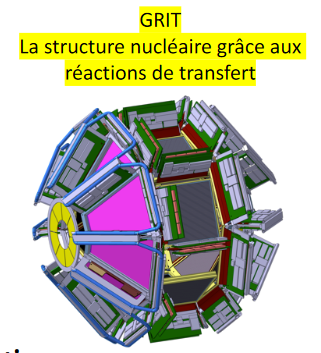 GRIT
La structure nucléaire grâce aux
réactions de transfert